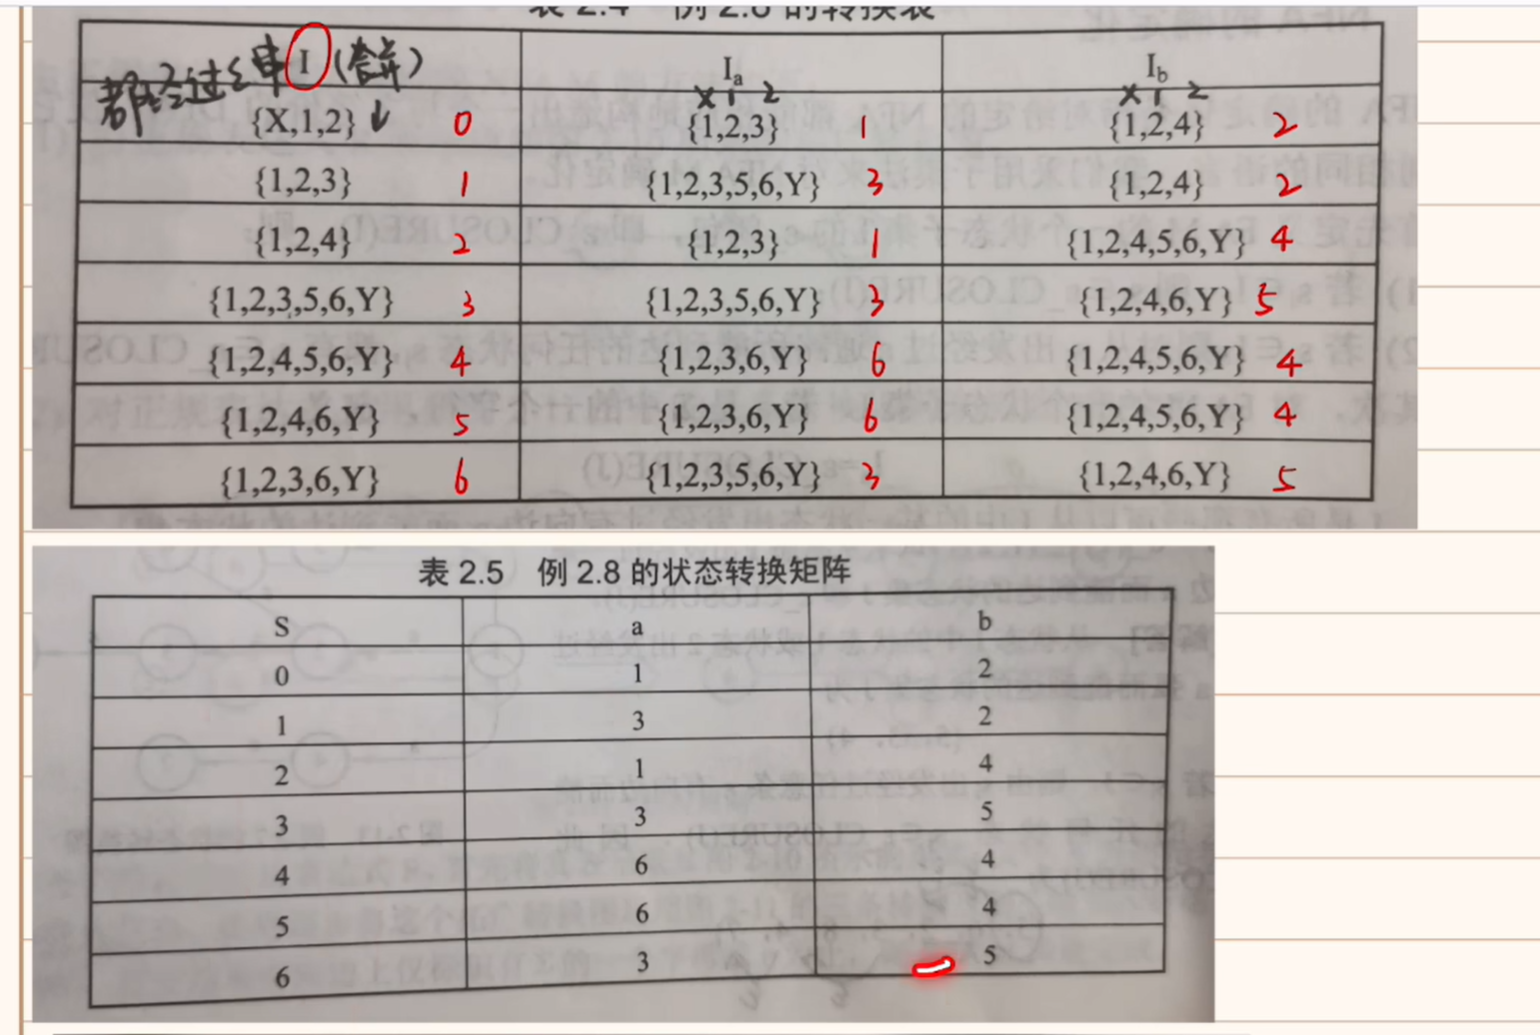 表 2.4 例 2.8 的转换表
都经过ε串 I (合并) Ia Ib
X 1 2 X 1 2
{X,1,2} ↓ 0 {1,2,3} 1 {1,2,4} 2
{1,2,3} 1 {1,2,3,5,6,Y} 3 {1,2,4} 2
{1,2,4} 2 {1,2,3} 1 {1,2,4,5,6,Y} 4
{1,2,3,5,6,Y} 3 {1,2,3,5,6,Y} 3 {1,2,4,6,Y} 5
{1,2,4,5,6,Y} 4 {1,2,3,6,Y} 6 {1,2,4,5,6,Y} 4
{1,2,4,6,Y} 5 {1,2,3,6,Y} 6 {1,2,4,5,6,Y} 4
{1,2,3,6,Y} 6 {1,2,3,5,6,Y} 3 {1,2,4,6,Y} 5
表 2.5 例 2.8 的状态转换矩阵
S a b
0 1 2
1 3 2
2 1 4
3 3 5
4 6 4
5 6 4
6 3 5